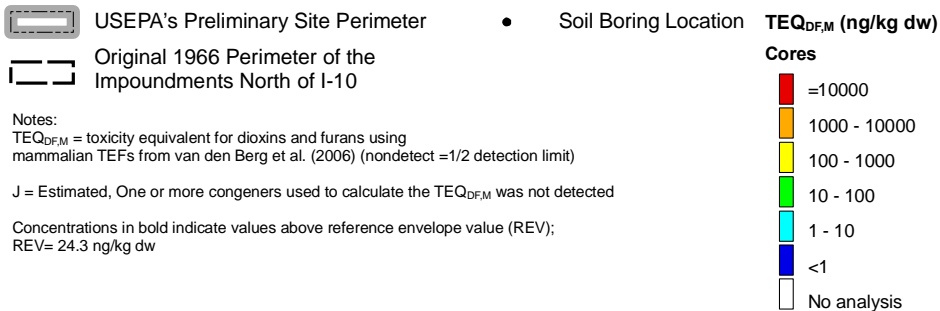 USEPA's Preliminary Site Perimeter
Original 1966 Perimeter of the
Impoundments North of I-10
Soil Boring Location
Notes:
TEQDF,M = toxicity equivalent for dioxins and furans using
mammalian TEFs from van den Berg et al. (2006) (nondetect =1/2 detection limit)
J = Estimated, One or more congeners used to calculate the TEQDF,M was not detected
Concentrations in bold indicate values above reference envelope value (REV);
REV= 24.3 ng/kg dw
TEQDF,M (ng/kg dw)
Cores
=10000
1000 - 10000
100 - 1000
10 - 100
1 - 10
<1
No analysis